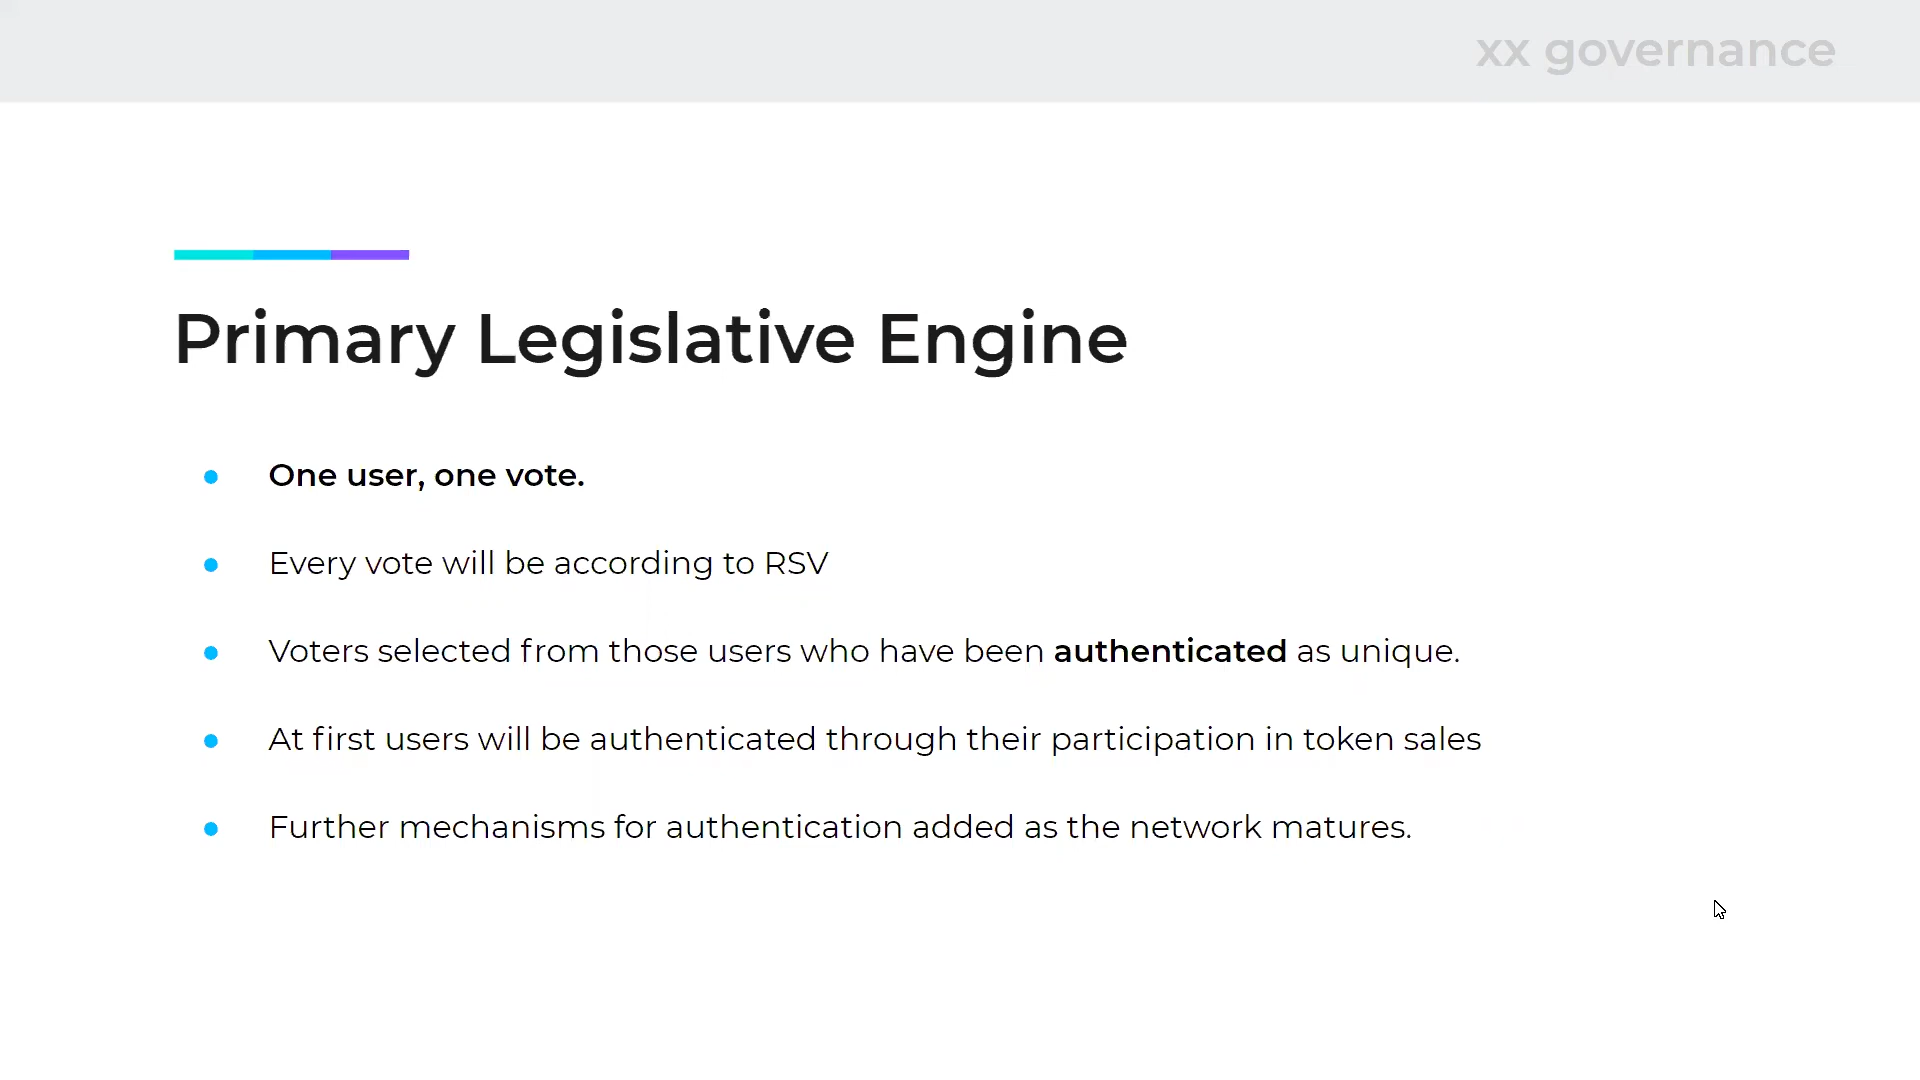 xx governance
Primary Legislative Engine
One user, one vote.
Every vote will be according to RSV
Voters selected from those users who have been authenticated as unique.
At first users will be authenticated through their participation in token sales
Further mechanisms for authentication added as the network matures.